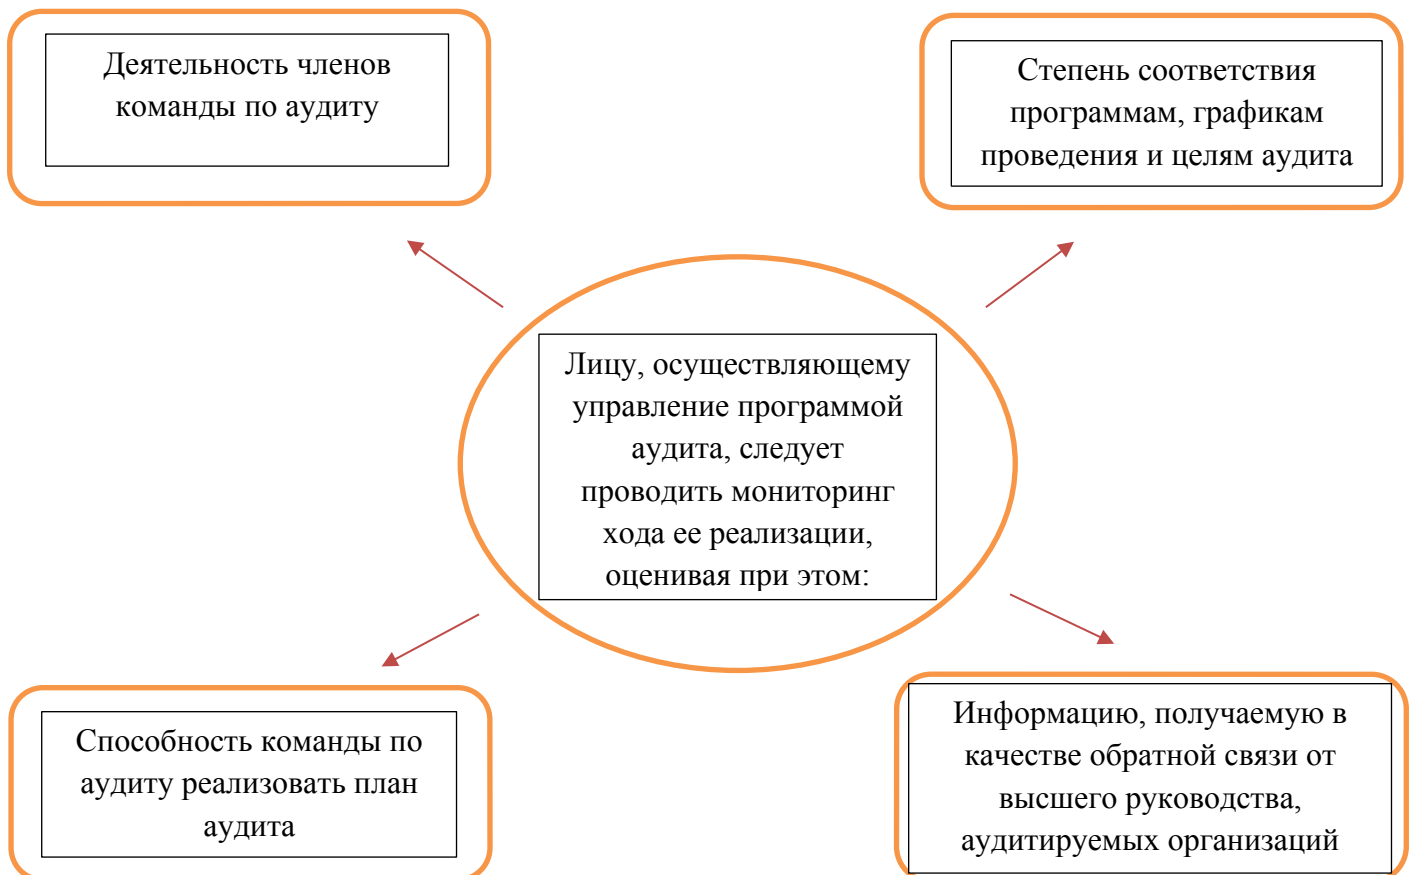 Деятельность членов
команды по аудиту
Степень соответствия
программам, графикам
проведения и целям аудита
Лицу, осуществляющему
управление программой
аудита, следует
проводить мониторинг
хода ее реализации,
оценивая при этом:
Способность команды по
аудиту реализовать план
аудита
Информацию, получаемую в
качестве обратной связи от
высшего руководства,
аудитируемых организаций